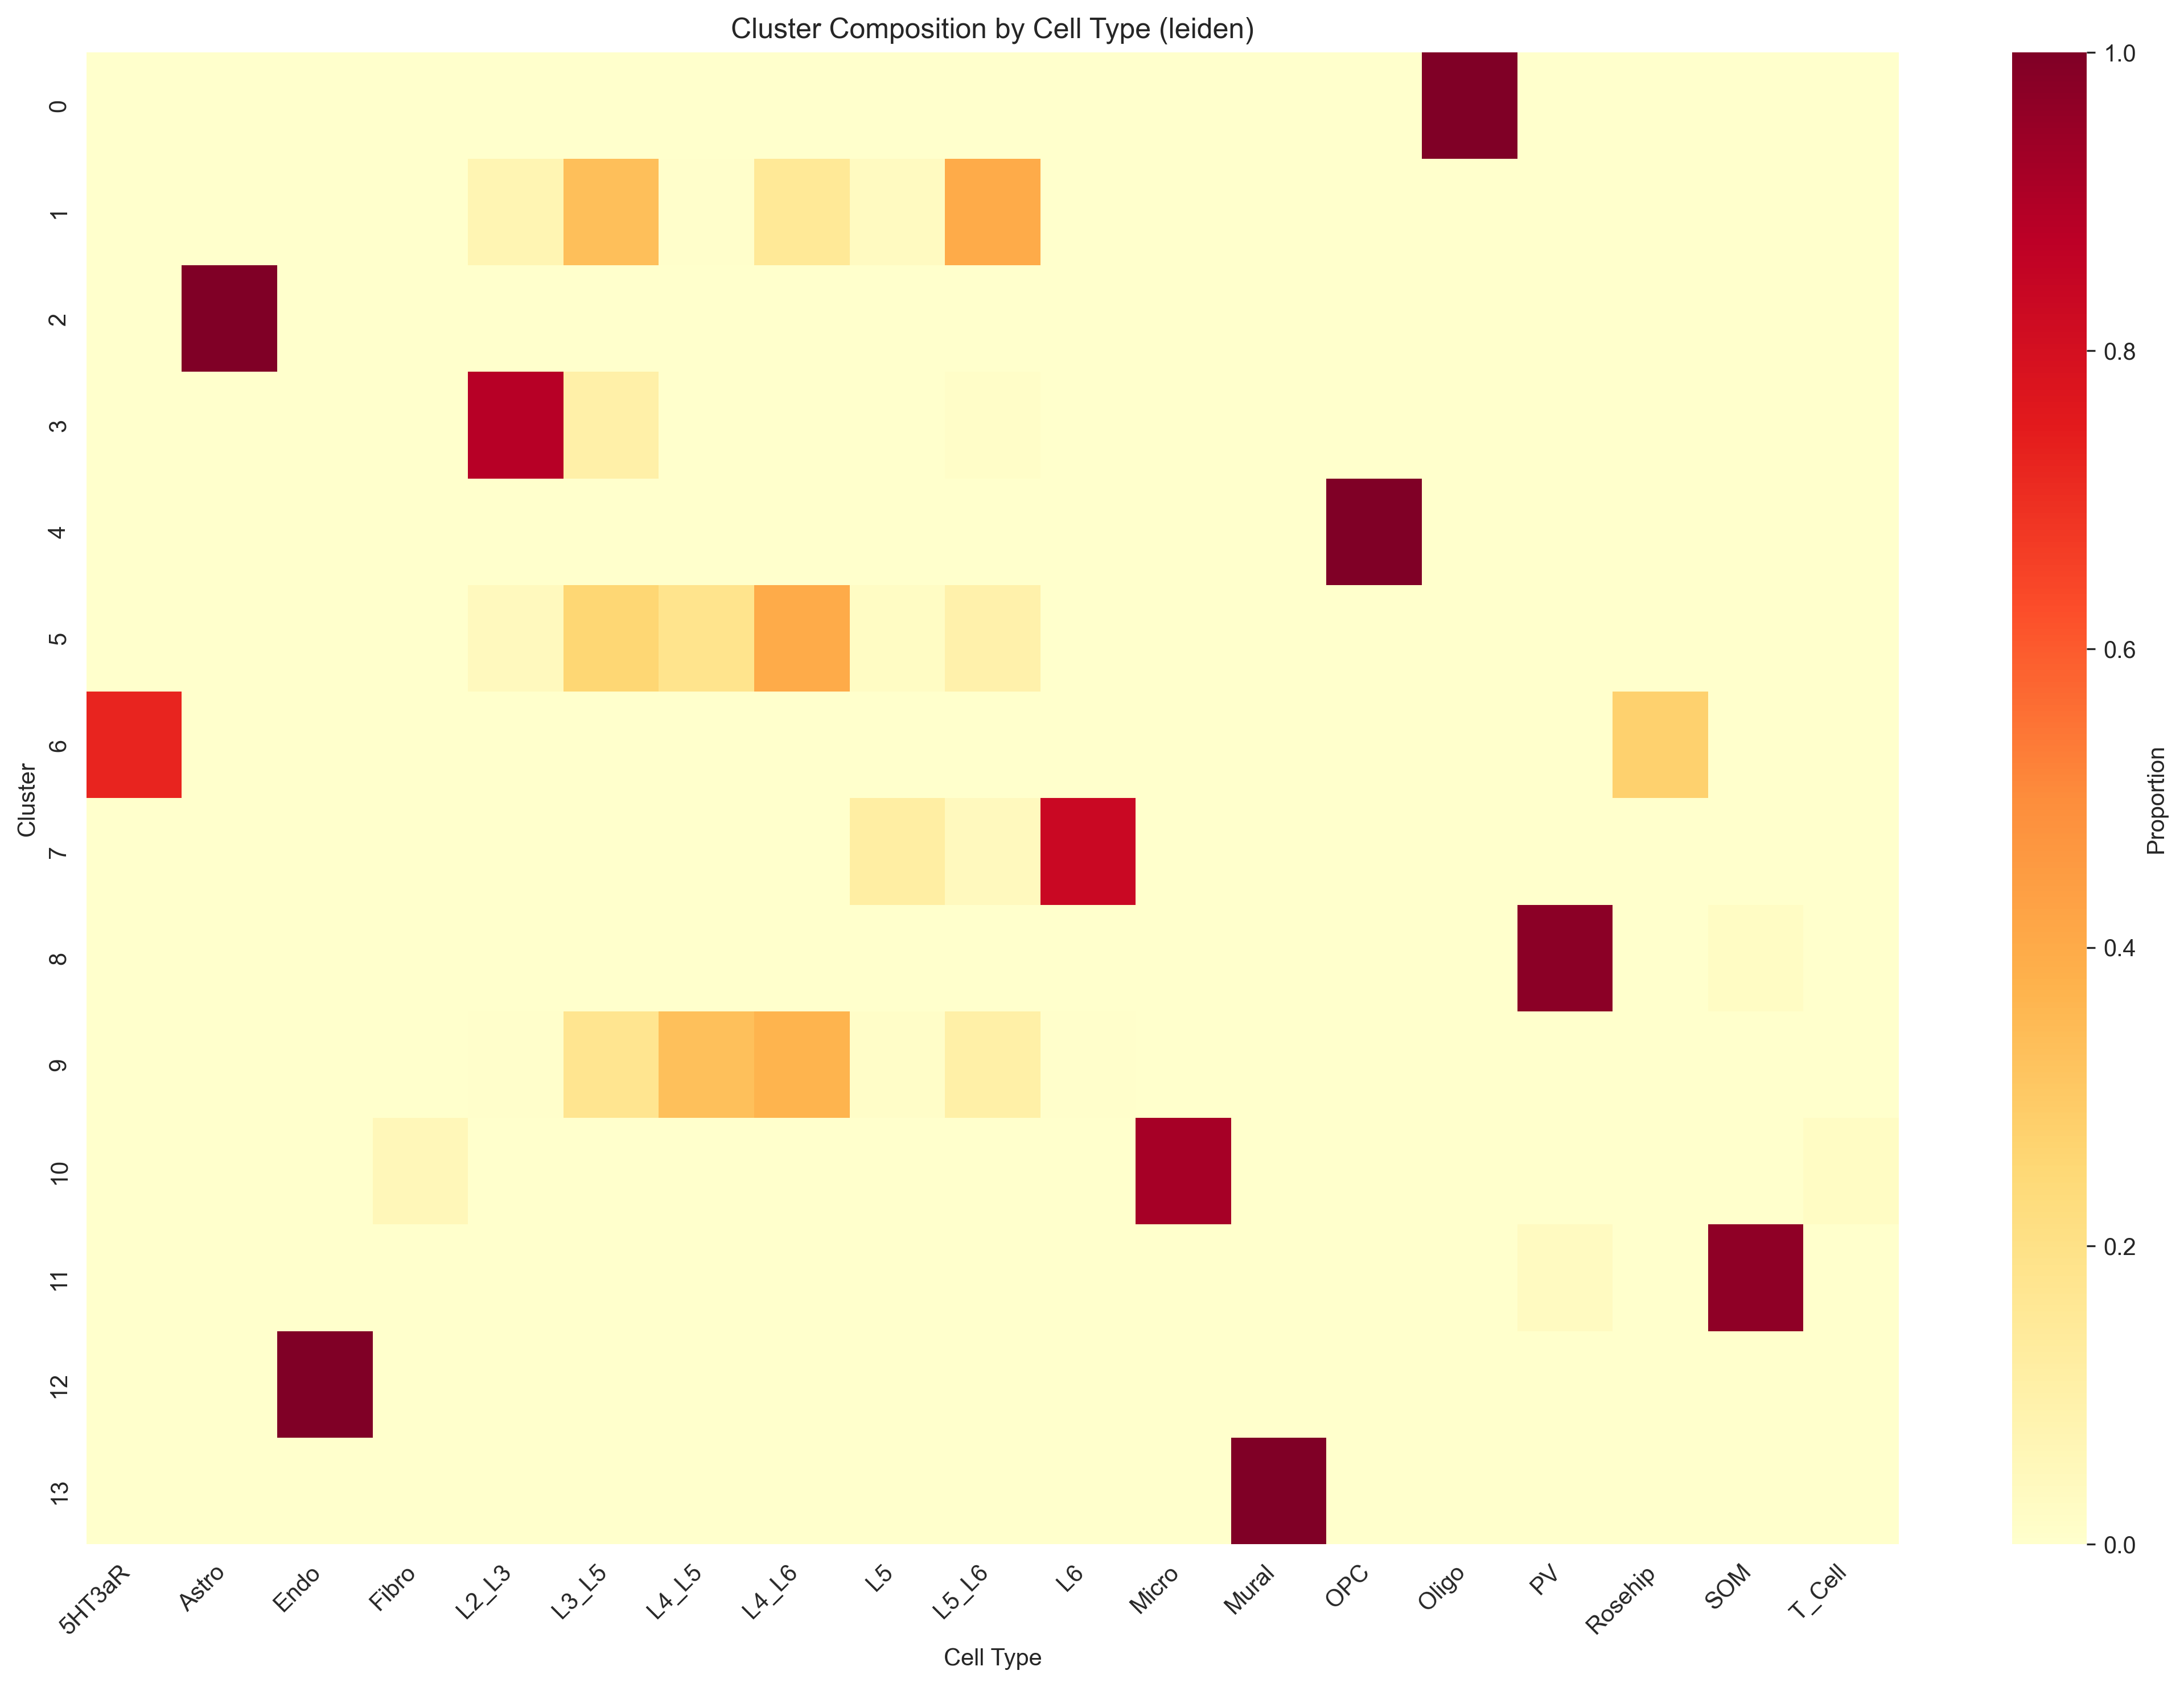 Cluster Composition by Cell Type (leiden)
Cluster
0
1
2
3
4
5
6
7
8
9
10
11
12
13
5HT3aR
Astro
Endo
Fibro
L2_L3
L3_L5
L4_L5
L4_L6
L5
L5_L6
L6
Micro
Mural
OPC
Oligo
PV
Rosehip
SOM
T_Cell
Cell Type
1.0
0.8
0.6
0.4
0.2
0.0
Proportion